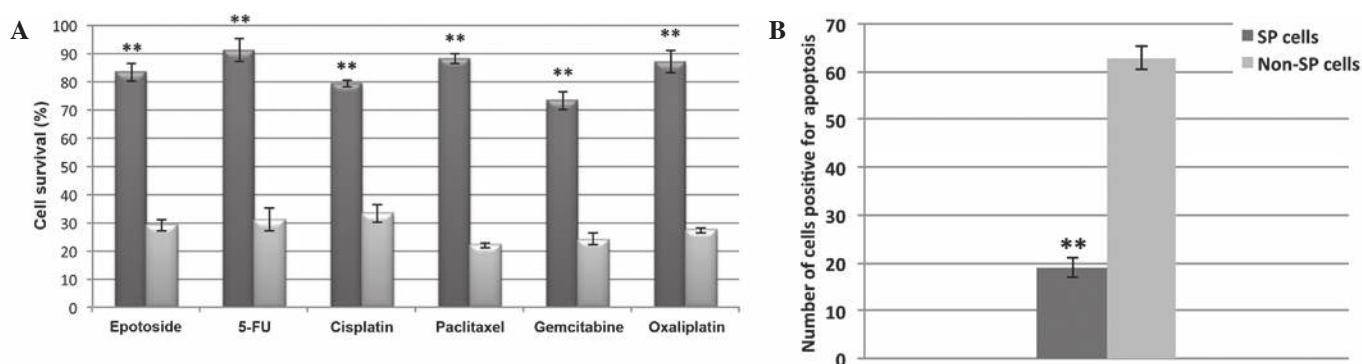 A
Cell survival (%)
100
90
80
70
60
50
40
30
20
10
0
** ** ** ** ** **
Epotoside 5-FU Cisplatin Paclitaxel Gemcitabine Oxaliplatin
B
Number of cells positive for apoptosis
70
60
50
40
30
20
10
0
**
SP cells
Non-SP cells